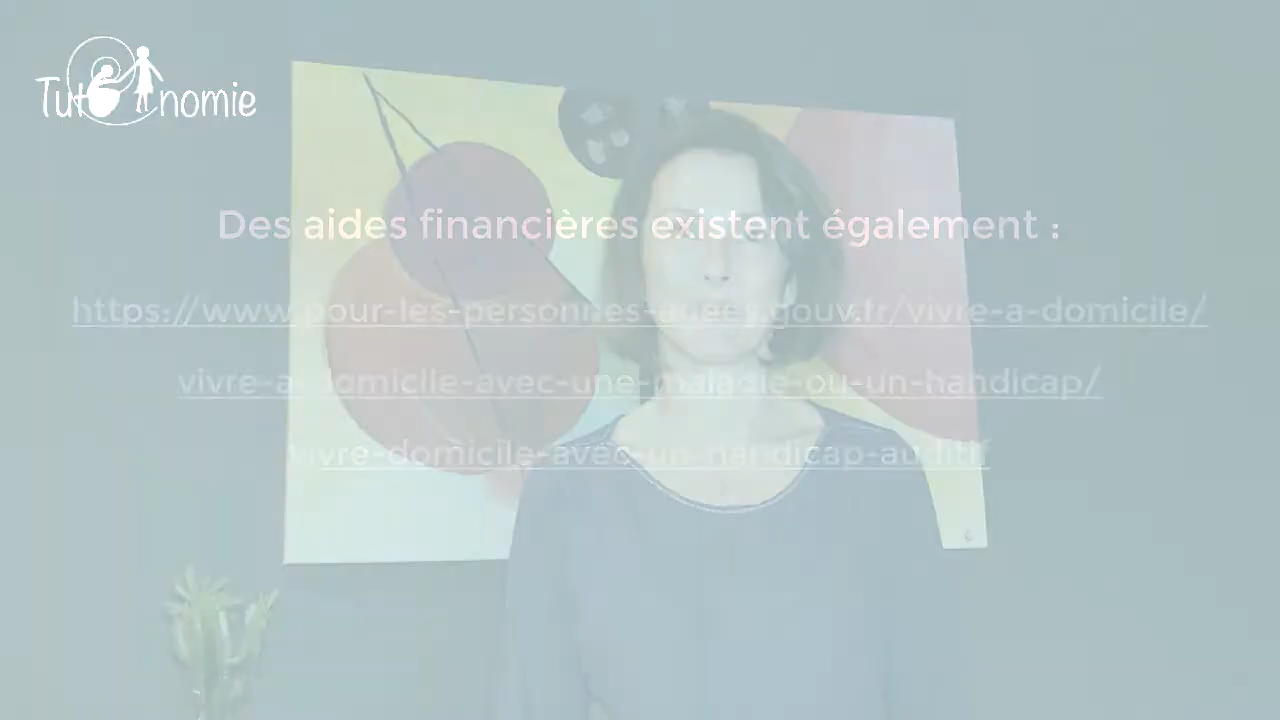 Tutonomie
Des aides financières existent également :
https://www.pour-les-personnes-agees.gouv.fr/vivre-a-domicile/
vivre-a-domicile-avec-une-maladie-ou-un-handicap/
vivre-domicile-avec-un-handicap-auditif